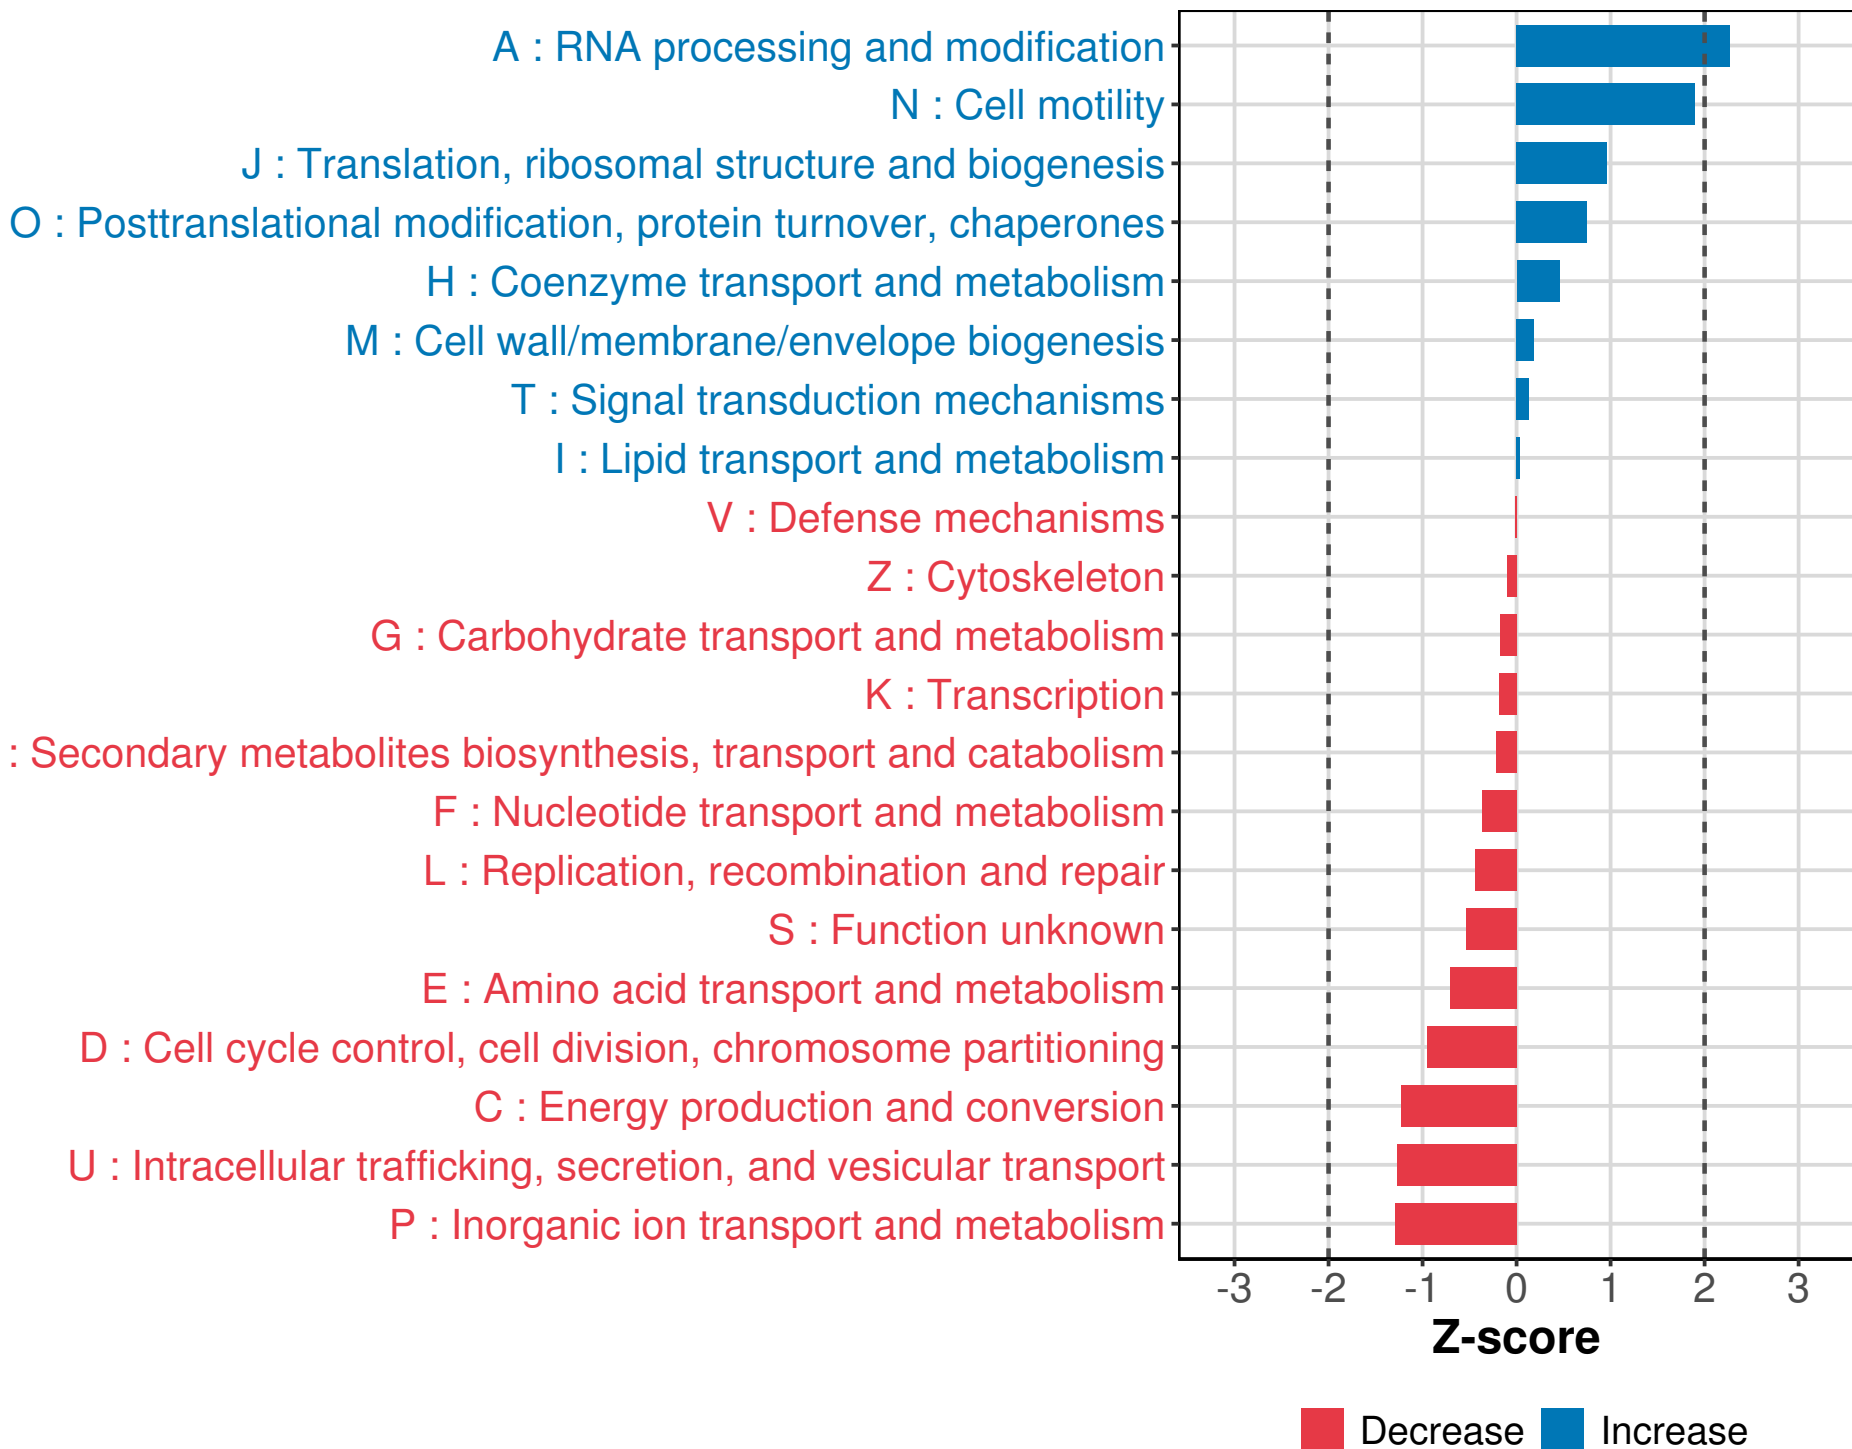 A : RNA processing and modification
N : Cell motility
J : Translation, ribosomal structure and biogenesis
O : Posttranslational modification, protein turnover, chaperones
H : Coenzyme transport and metabolism
M : Cell wall/membrane/envelope biogenesis
T : Signal transduction mechanisms
I : Lipid transport and metabolism
V : Defense mechanisms
Z : Cytoskeleton
G : Carbohydrate transport and metabolism
K : Transcription
: Secondary metabolites biosynthesis, transport and catabolism
F : Nucleotide transport and metabolism
L : Replication, recombination and repair
S : Function unknown
E : Amino acid transport and metabolism
D : Cell cycle control, cell division, chromosome partitioning
C : Energy production and conversion
U : Intracellular trafficking, secretion, and vesicular transport
P : Inorganic ion transport and metabolism
-3 -2 -1 0 1 2 3
Z-score
Decrease Increase